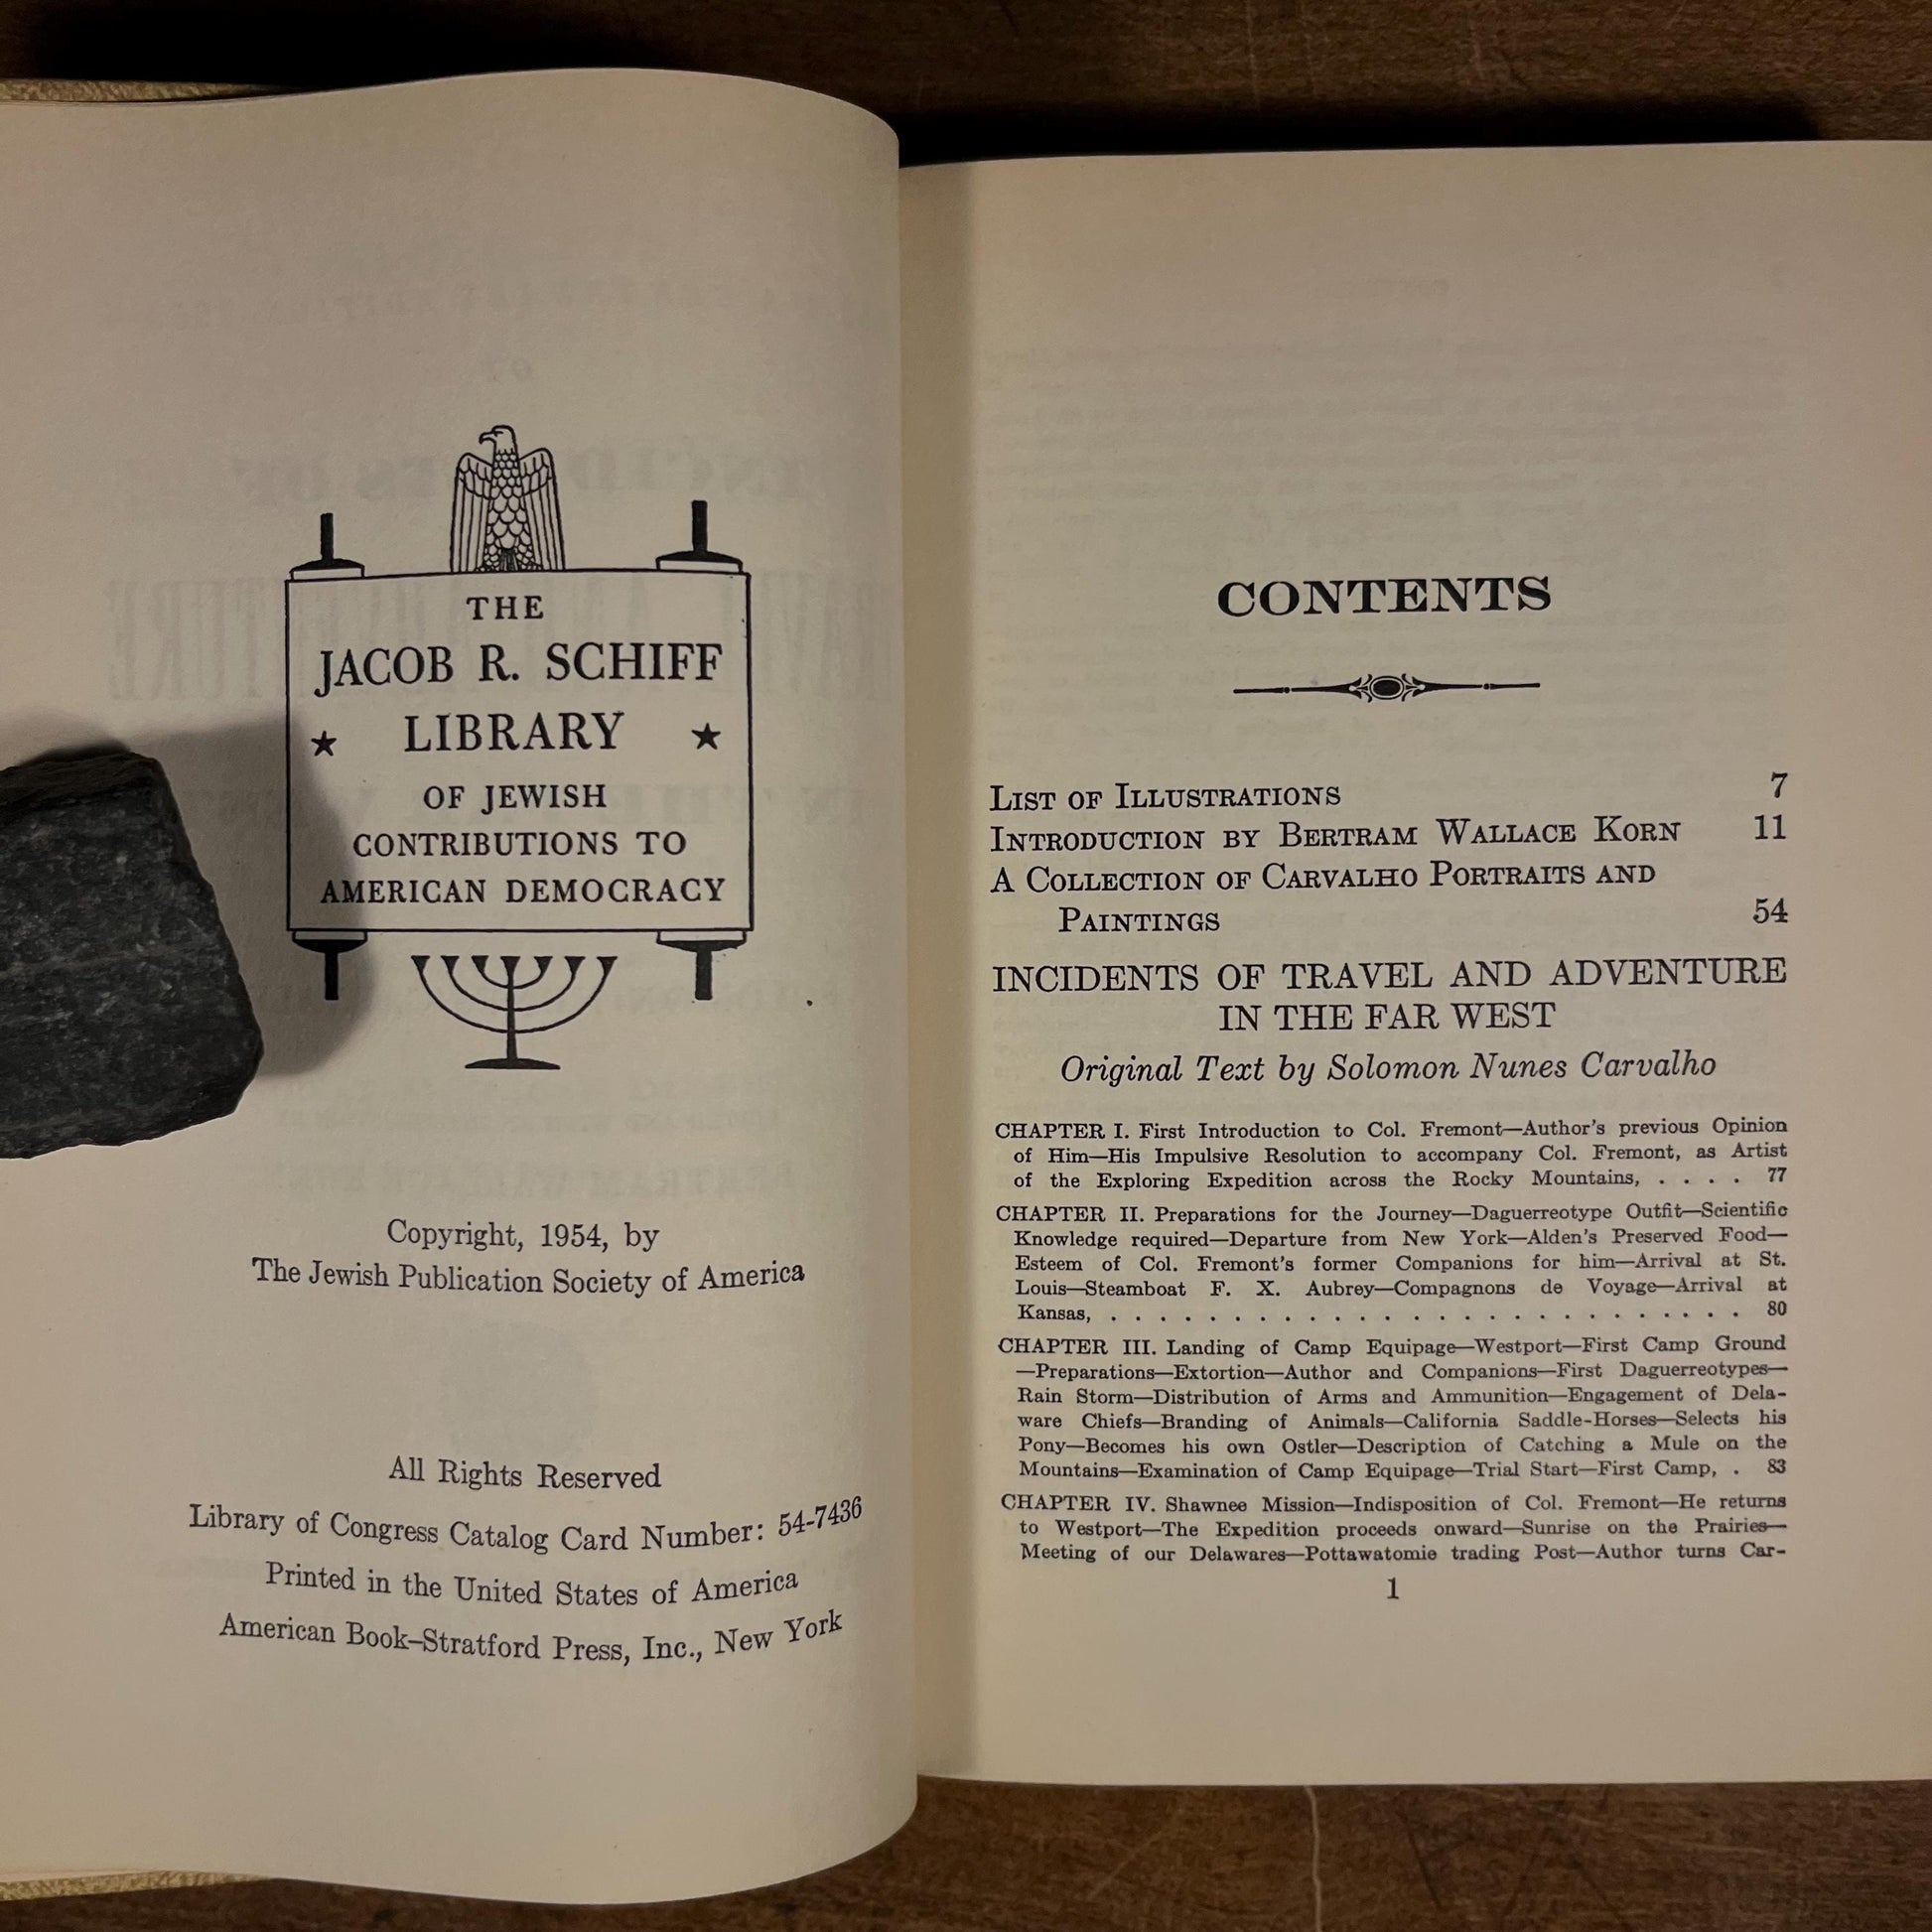 THE
JACOB R. SCHIFF
★ LIBRARY ★
OF JEWISH
CONTRIBUTIONS TO
AMERICAN DEMOCRACY
Copyright, 1954, by
The Jewish Publication Society of America
All Rights Reserved
Library of Congress Catalog Card Number: 54-7436
Printed in the United States of America
American Book–Stratford Press, Inc., New York
CONTENTS
LIST OF ILLUSTRATIONS 7
INTRODUCTION BY BERTRAM WALLACE KORN 11
A COLLECTION OF CARVALHO PORTRAITS AND
PAINTINGS 54
INCIDENTS OF TRAVEL AND ADVENTURE
IN THE FAR WEST
Original Text by Solomon Nunes Carvalho
CHAPTER I. First Introduction to Col. Fremont—Author's previous Opinion
of Him—His Impulsive Resolution to accompany Col. Fremont, as Artist
of the Exploring Expedition across the Rocky Mountains, . . . . 77
CHAPTER II. Preparations for the Journey—Daguerreotype Outfit—Scientific
Knowledge required—Departure from New York—Alden's Preserved Food—
Esteem of Col. Fremont's former Companions for him—Arrival at St.
Louis—Steamboat F. X. Aubrey—Compagnons de Voyage—Arrival at
Kansas, . . . . . . . . . . . . . . . . . . . . . . . . . . 80
CHAPTER III. Landing of Camp Equipage—Westport—First Camp Ground
—Preparations—Extortion—Author and Companions—First Daguerreotypes—
Rain Storm—Distribution of Arms and Ammunition—Engagement of Dela-
ware Chiefs—Branding of Animals—California Saddle-Horses—Selects his
Pony—Becomes his own Ostler—Description of Catching a Mule on the
Mountains—Examination of Camp Equipage—Trial Start—First Camp, . 83
CHAPTER IV. Shawnee Mission—Indisposition of Col. Fremont—He returns
to Westport—The Expedition proceeds onward—Sunrise on the Prairies—
Meeting of our Delawares—Pottawatomie trading Post—Author turns Car-
1